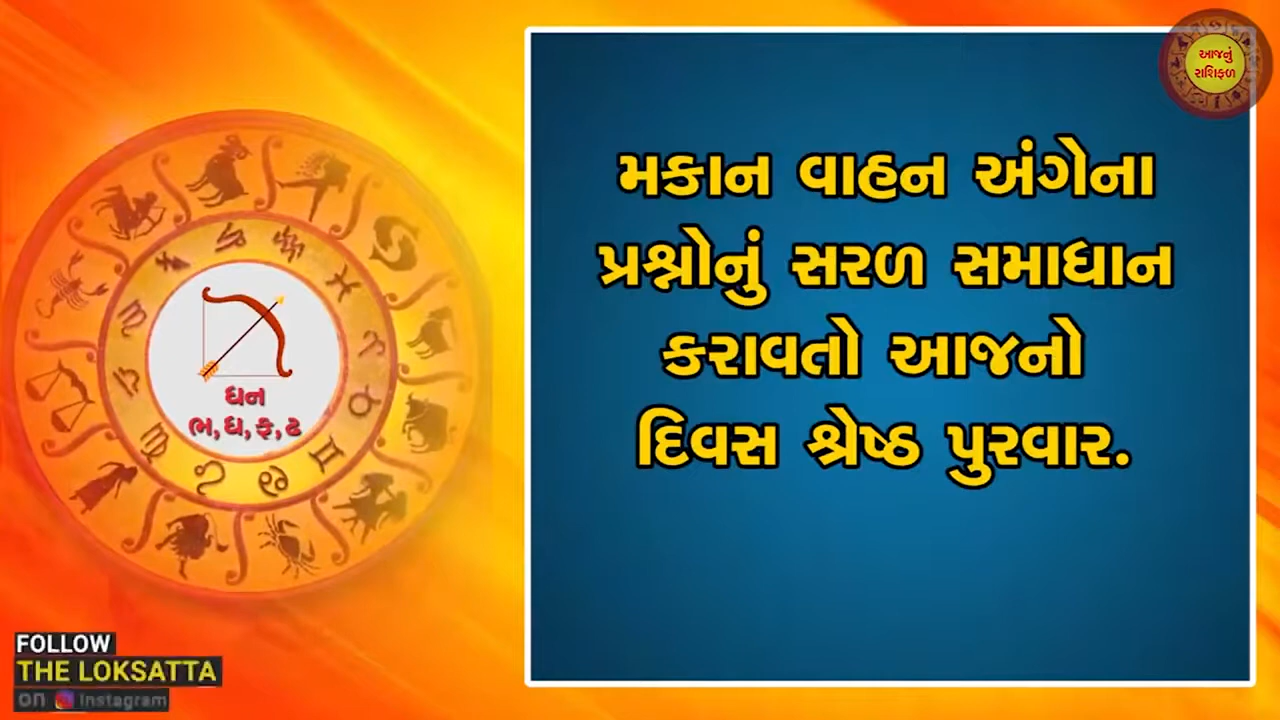 આજનું
રાશિફળ
મકાન વાહન અંગેના
પ્રશ્નોનું સરળ સમાધાન
કરાવતો આજનો
દિવસ શ્રેષ્ઠ પુરવાર.
ધન
ભ, ધ, ફ, ઢ
FOLLOW
THE LOKSATTA
on Instagram